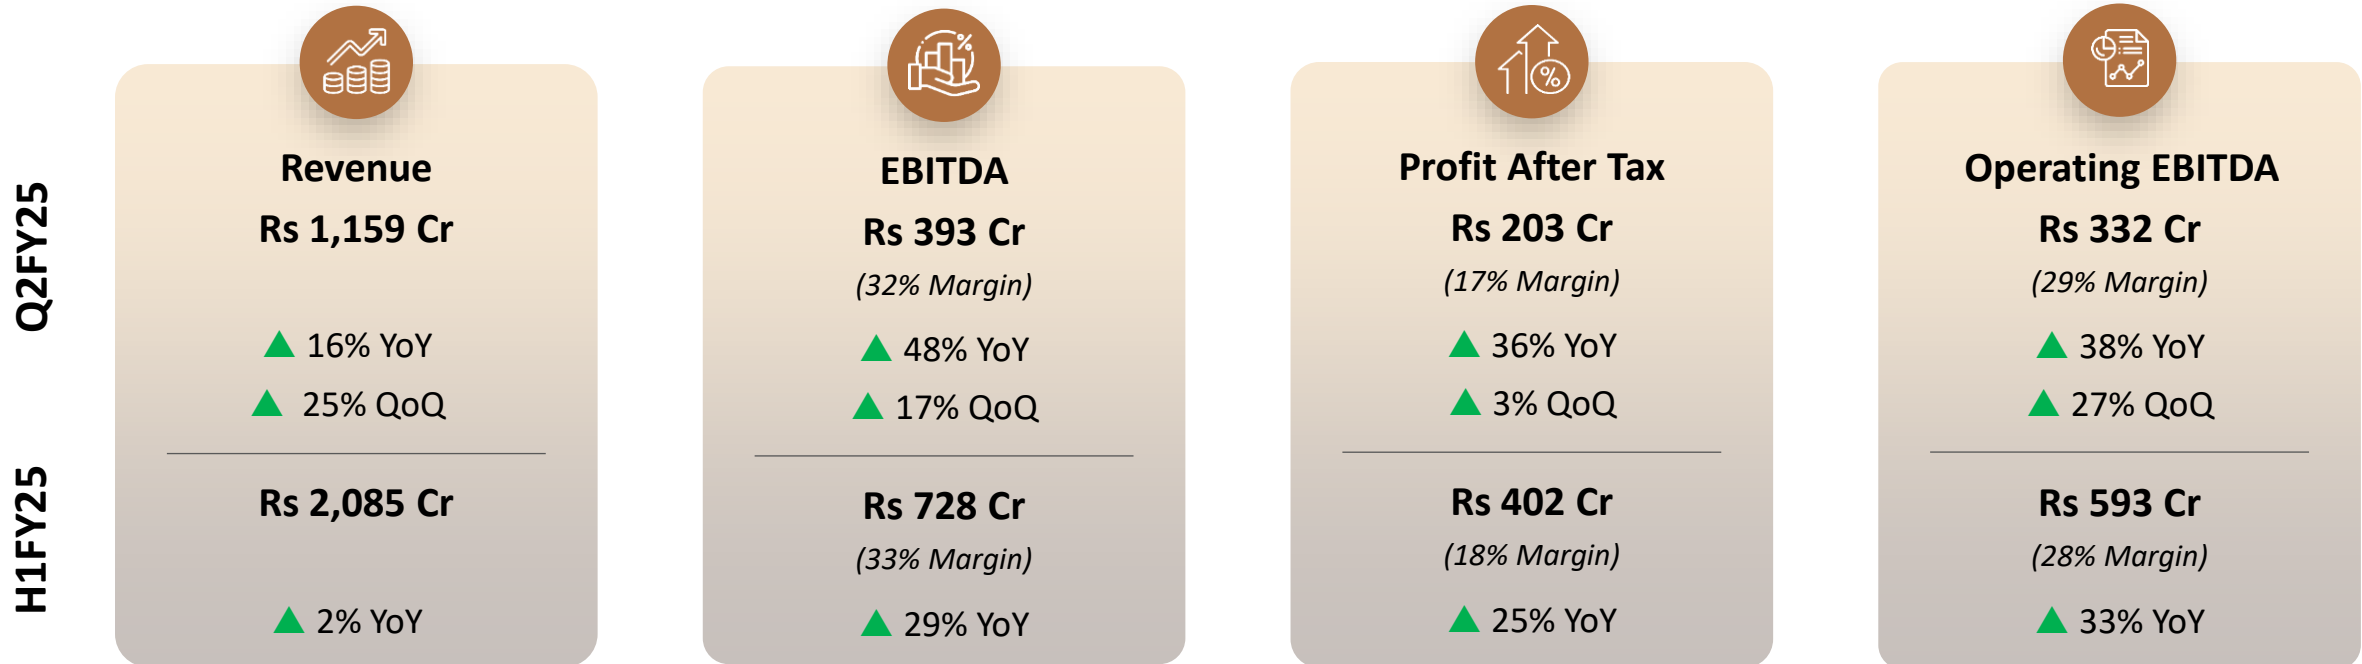 Q2FY25
H1FY25
Revenue
Rs 1,159 Cr
16% YoY
25% QoQ
Rs 2,085 Cr
2% YoY
%
EBITDA
Rs 393 Cr
(32% Margin)
48% YoY
17% QoQ
Rs 728 Cr
(33% Margin)
29% YoY
%
Profit After Tax
Rs 203 Cr
(17% Margin)
36% YoY
3% QoQ
Rs 402 Cr
(18% Margin)
25% YoY
Operating EBITDA
Rs 332 Cr
(29% Margin)
38% YoY
27% QoQ
Rs 593 Cr
(28% Margin)
33% YoY